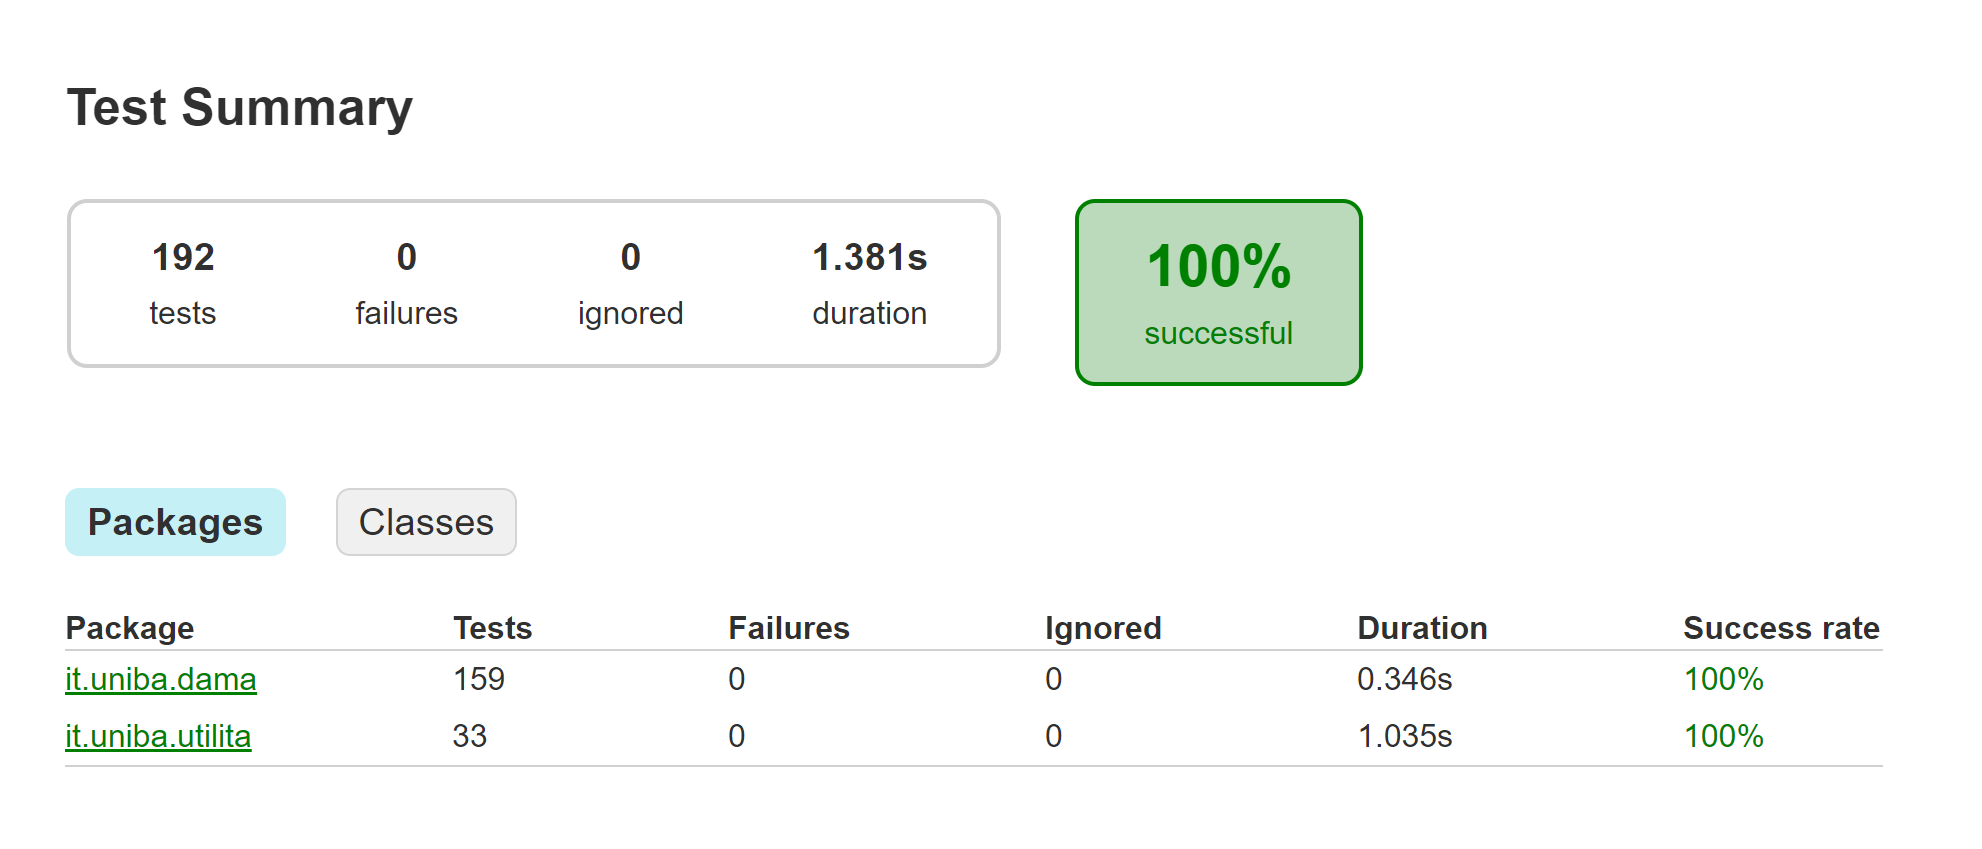 Test Summary
192 0 0 1.381s 100%
tests failures ignored duration successful
Packages Classes
Package Tests Failures Ignored Duration Success rate
it.uniba.dama 159 0 0 0.346s 100%
it.uniba.utilita 33 0 0 1.035s 100%